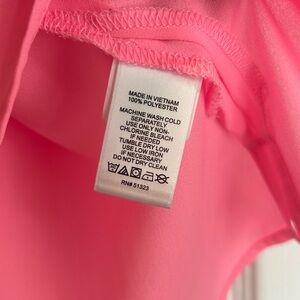 MADE IN VIETNAM
100% POLYESTER
MACHINE WASH COLD
SEPARATELY
USE ONLY NON-
CHLORINE BLEACH
IF NEEDED
TUMBLE DRY LOW
USE LOW IRON
IF NECESSARY
DO NOT DRY CLEAN
RN# 51323